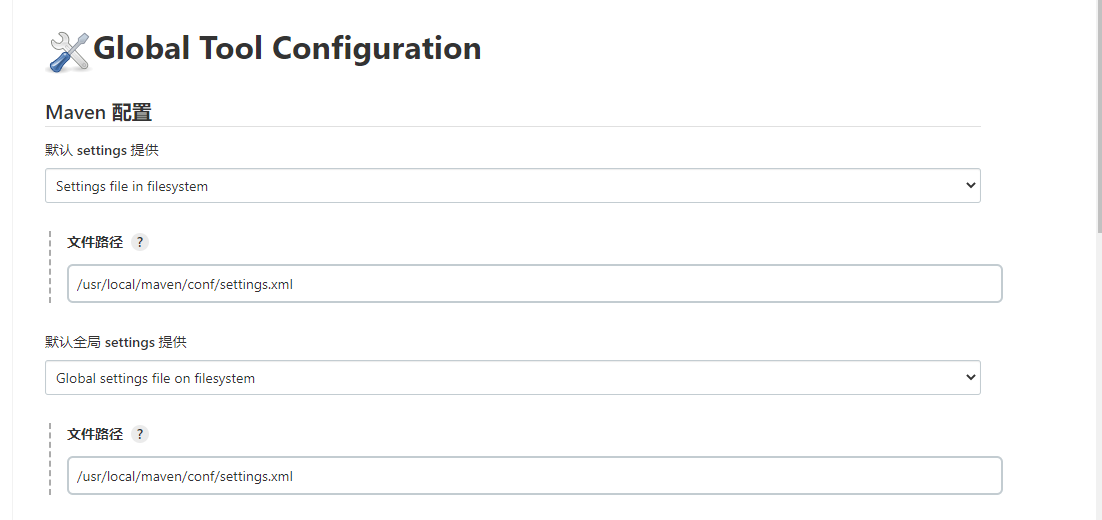 Global Tool Configuration
Maven 配置
默认 settings 提供
Settings file in filesystem
文件路径 ?
/usr/local/maven/conf/settings.xml
默认全局 settings 提供
Global settings file on filesystem
文件路径 ?
/usr/local/maven/conf/settings.xml